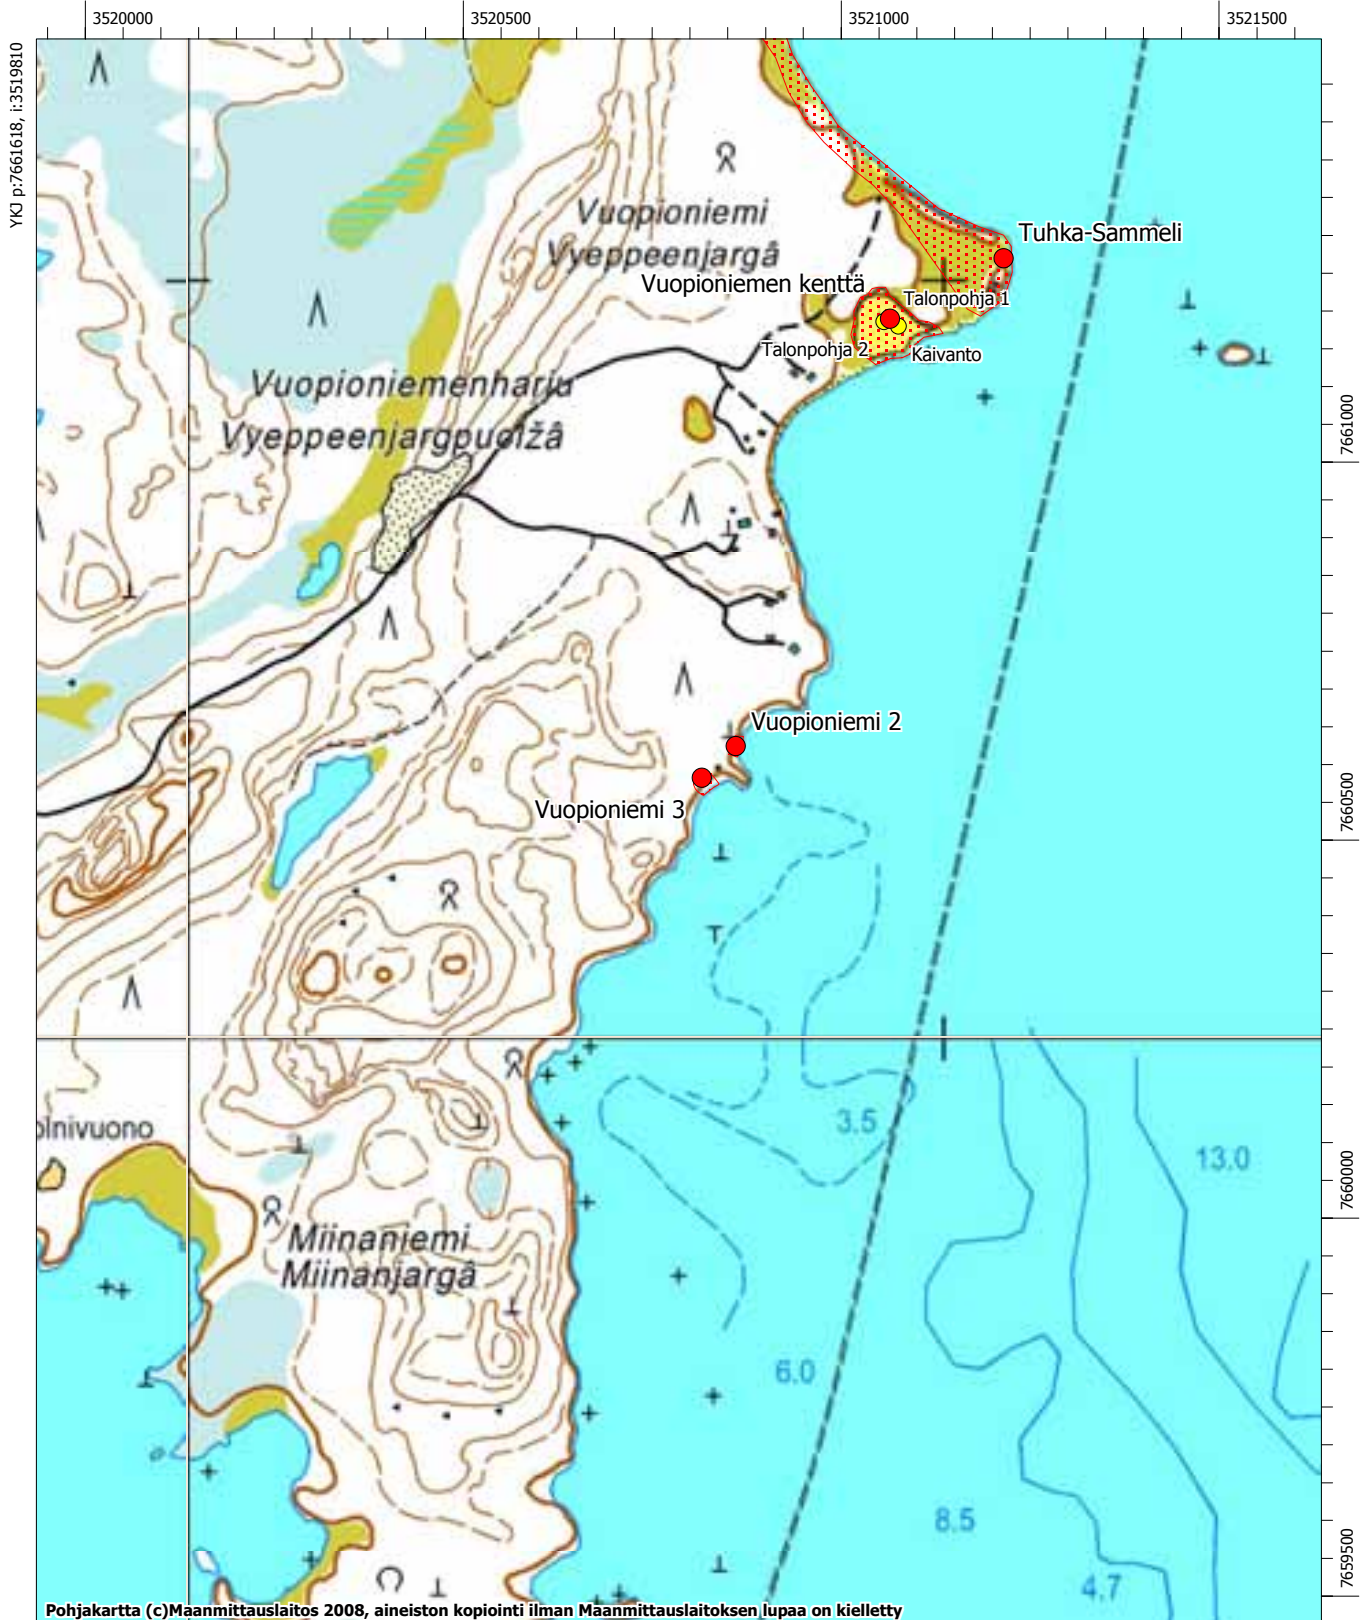 3520000
3520500
3521000
3521500
YKJ p:7661618, i:3519810
Vuopioniemi
Vyeppeenjargâ
Tuhka-Sammeli
Vuopioniemen kenttä
Talonpohja 1
Talonpohja 2
Kaivanto
Vuopioniemenharju
Vyeppeenjargpuolžâ
7661000
Vuopioniemi 2
Vuopioniemi 3
7660500
3.5
olnivuono
13.0
7660000
Miinaniemi
Miinanjargâ
6.0
8.5
4.7
7659500
Pohjakartta (c)Maanmittauslaitos 2008, aineiston kopiointi ilman Maanmittauslaitoksen lupaa on kielletty